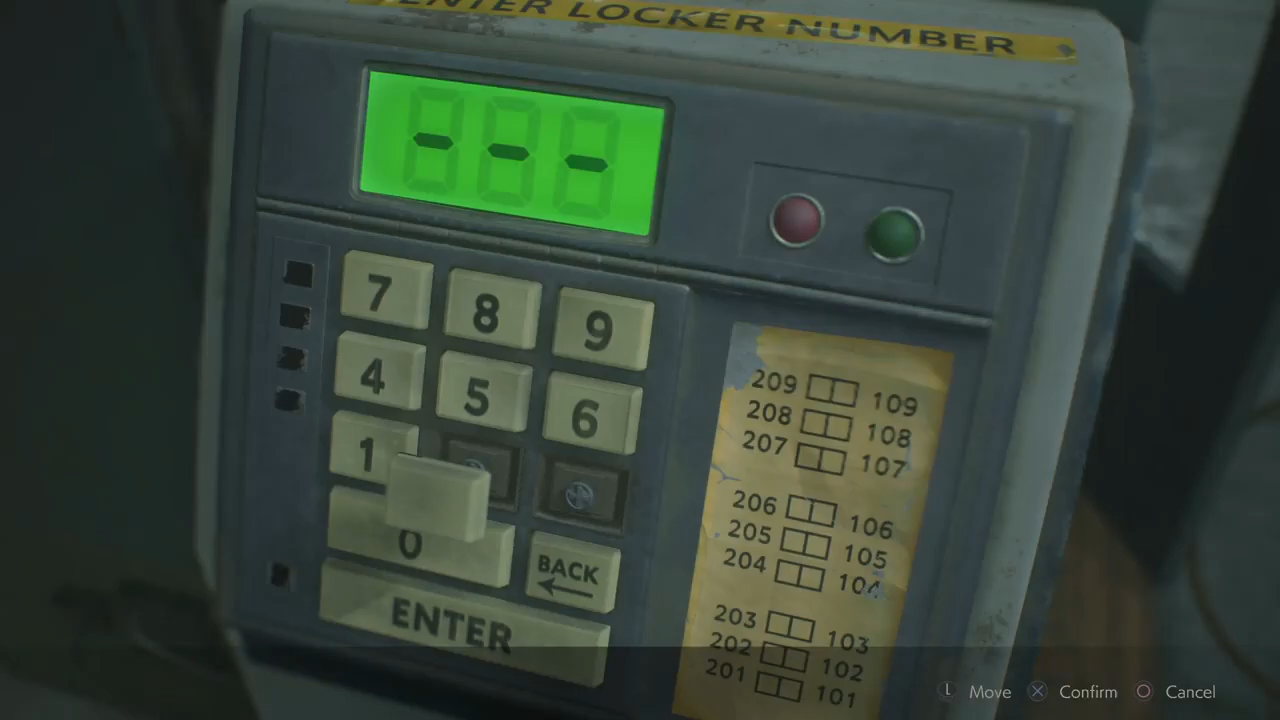 ENTER LOCKER NUMBER
---
7 8 9
4 5 6
1
0 BACK
ENTER
209 109
208 108
207 107
206 106
205 105
204 104
203 103
202 102
201 101
L Move Confirm Cancel